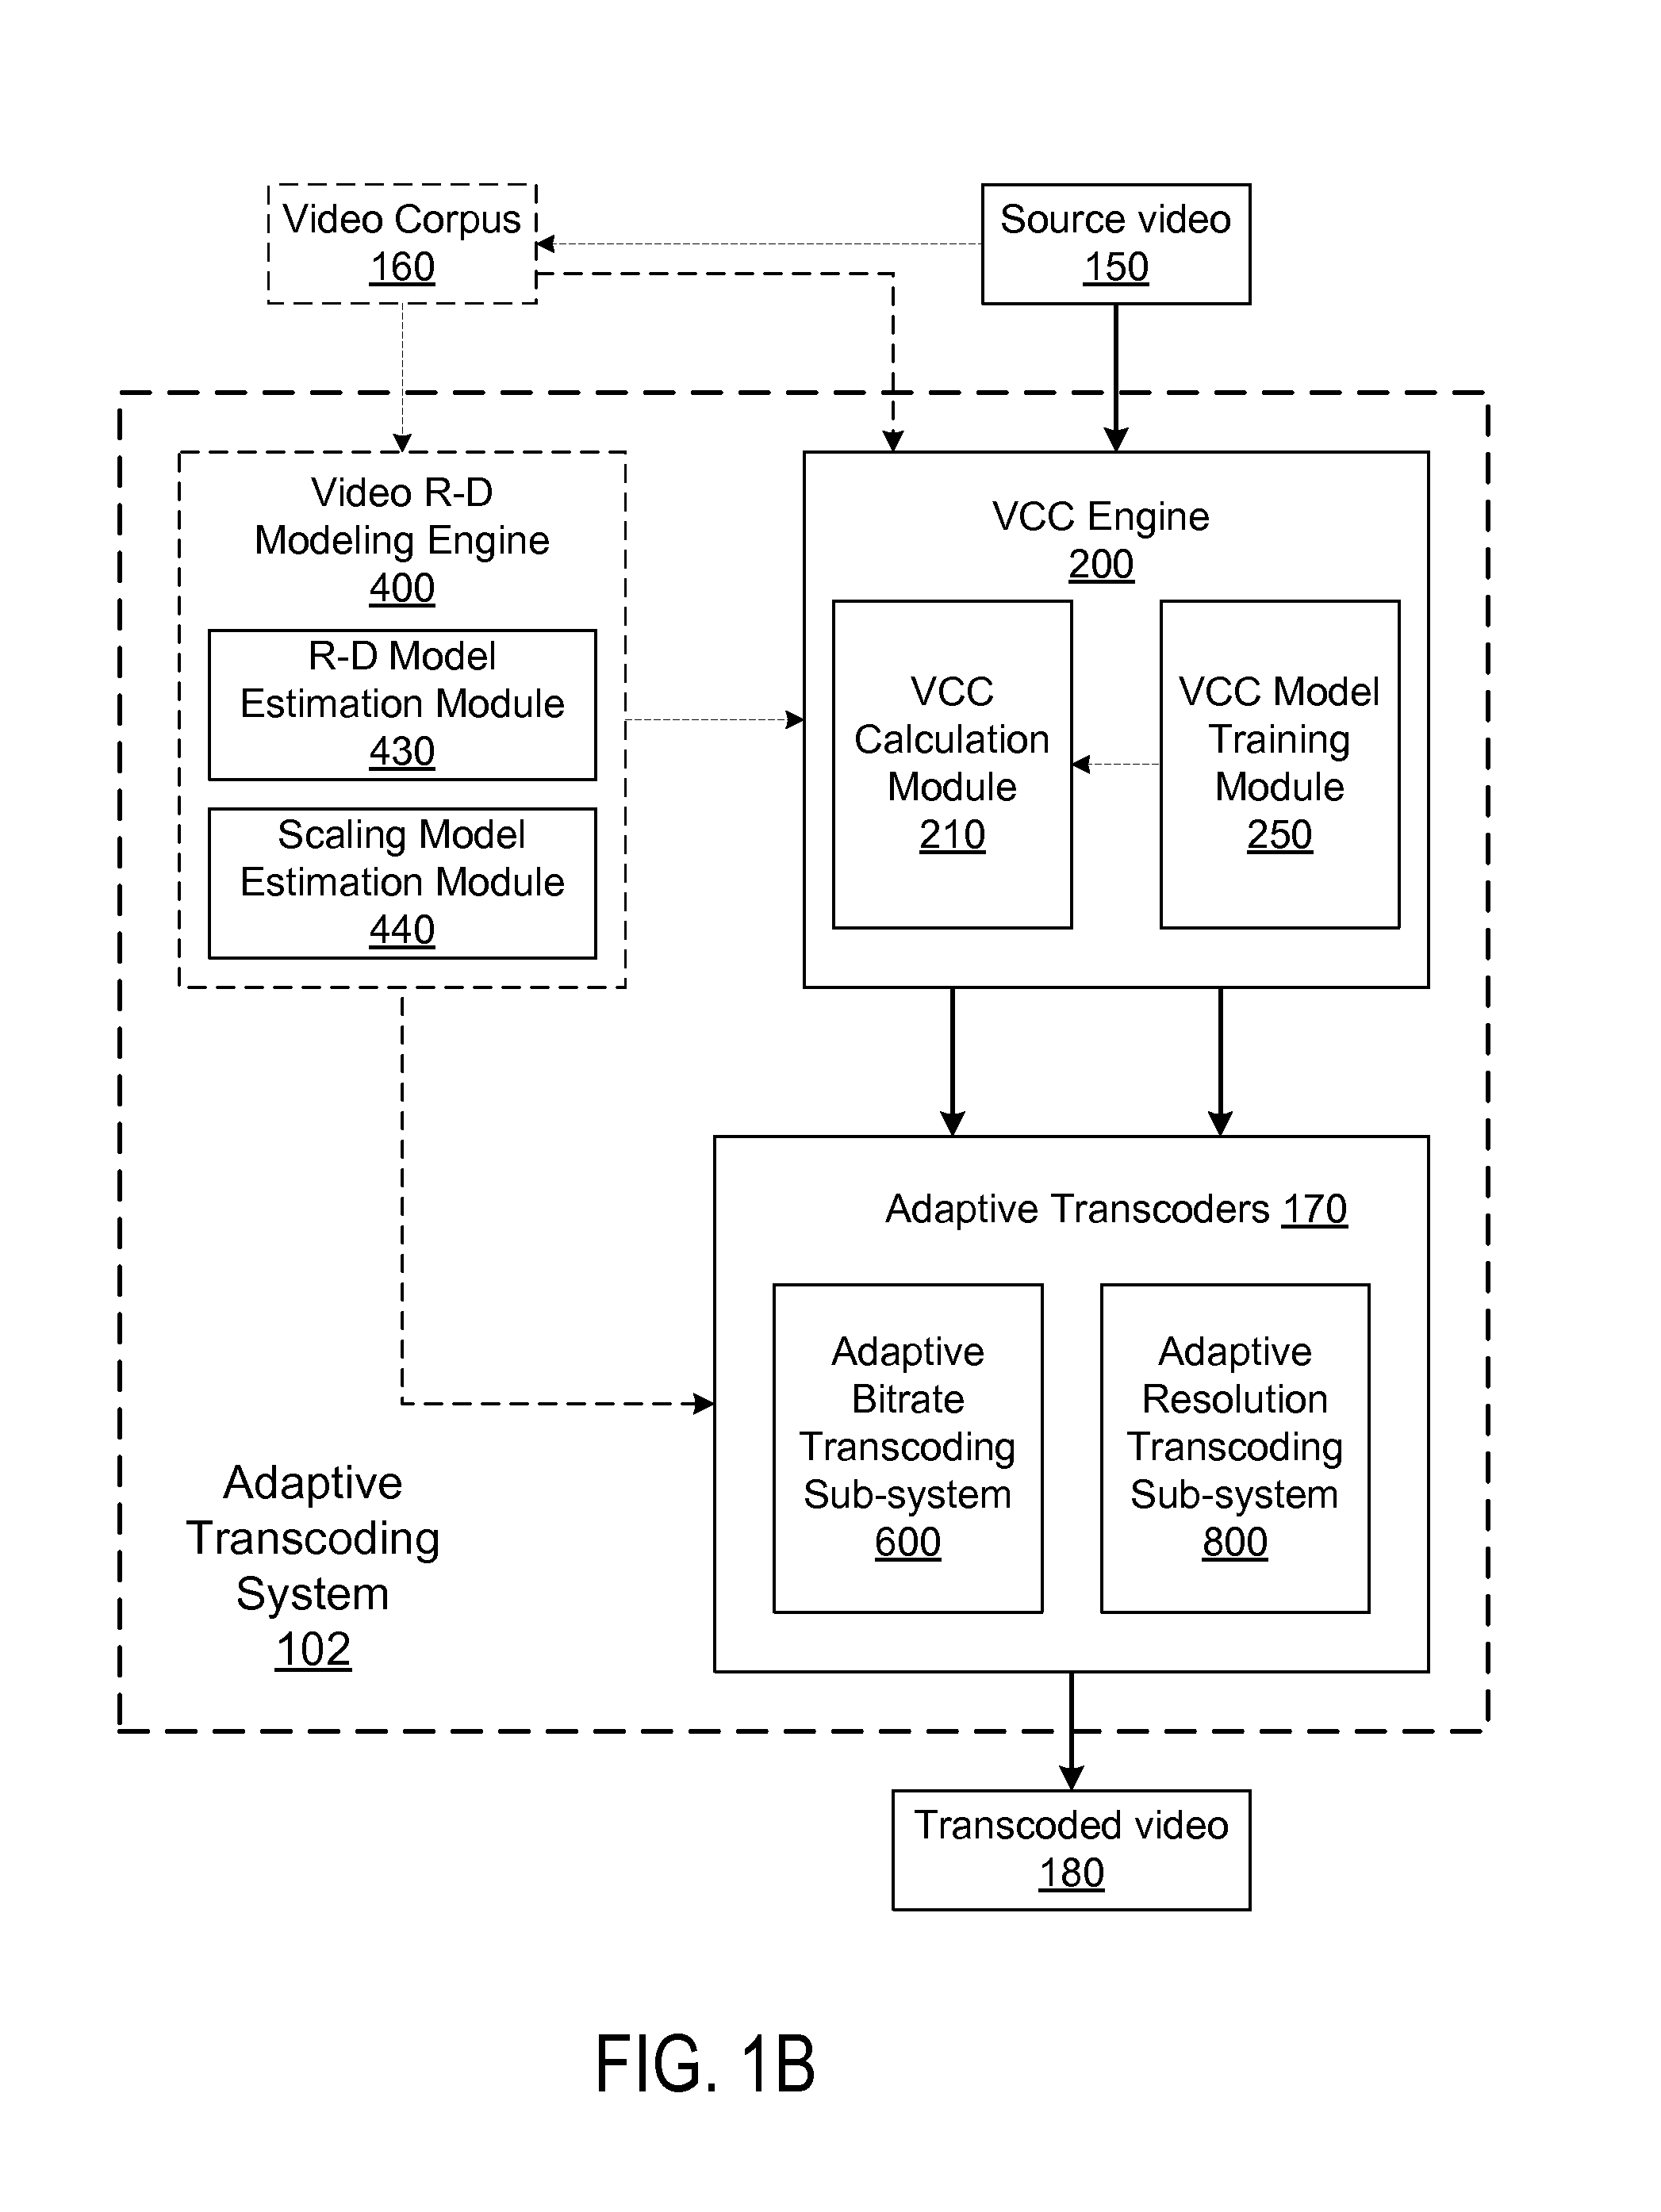 Video Corpus
160
Source video
150
Video R-D
Modeling Engine
400
R-D Model
Estimation Module
430
Scaling Model
Estimation Module
440
VCC Engine
200
VCC
Calculation
Module
210
VCC Model
Training
Module
250
Adaptive Transcoders 170
Adaptive
Bitrate
Transcoding
Sub-system
600
Adaptive
Resolution
Transcoding
Sub-system
800
Adaptive
Transcoding
System
102
Transcoded video
180
FIG. 1B